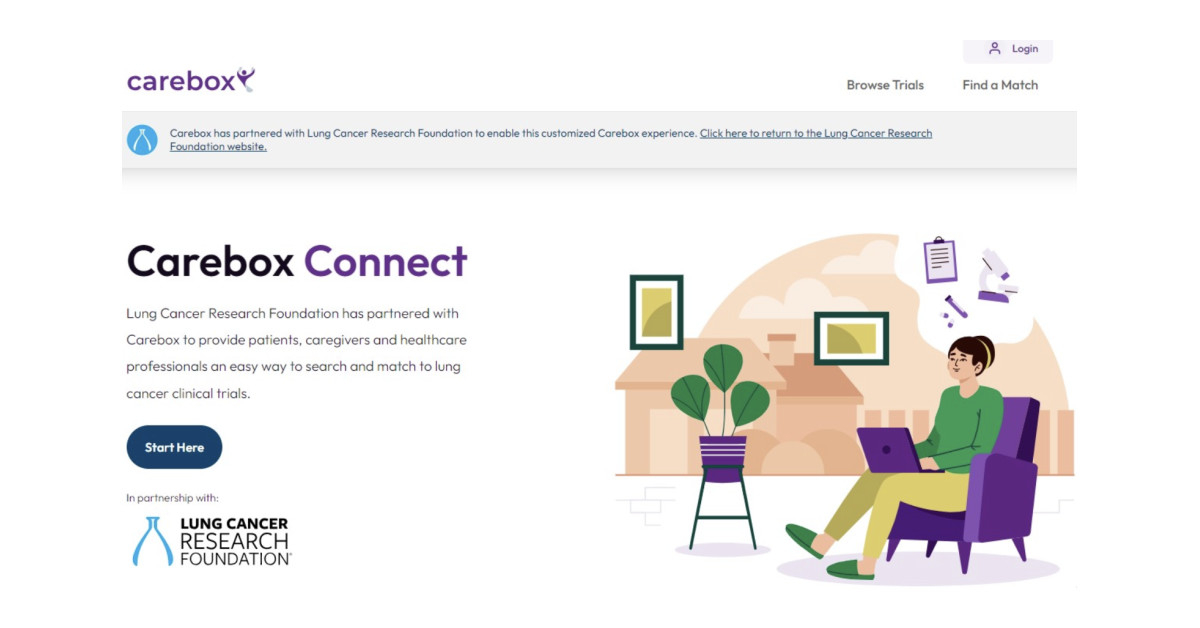 Login
carebox
Browse Trials
Find a Match
Carebox has partnered with Lung Cancer Research Foundation to enable this customized Carebox experience. Click here to return to the Lung Cancer Research
Foundation website.
Carebox Connect
Lung Cancer Research Foundation has partnered with
Carebox to provide patients, caregivers and healthcare
professionals an easy way to search and match to lung
cancer clinical trials.
Start Here
In partnership with:
LUNG CANCER
RESEARCH
FOUNDATION